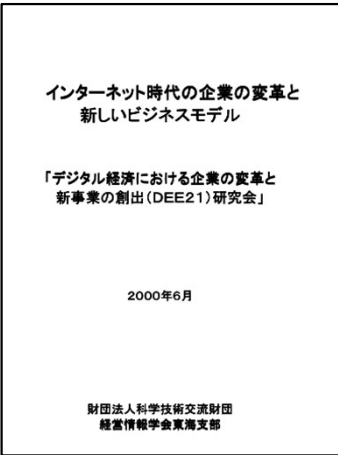 インターネット時代の企業の変革と
新しいビジネスモデル
「デジタル経済における企業の変革と
新事業の創出(DEE21)研究会」
2000年6月
財団法人科学技術交流財団
経営情報学会東海支部